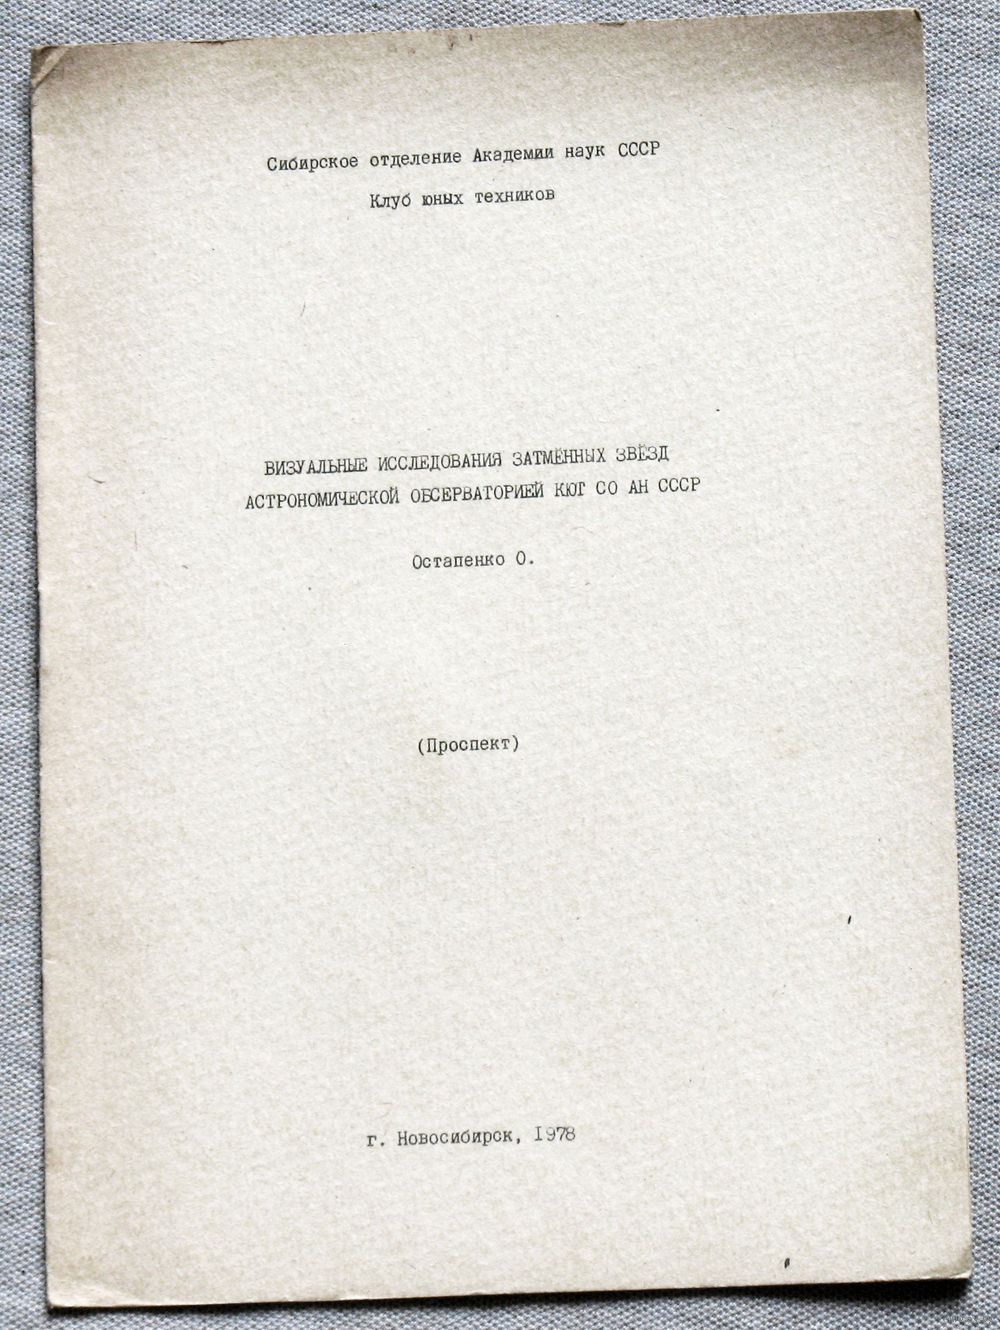 Сибирское отделение Академии наук СССР
Клуб юных техников
ВИЗУАЛЬНЫЕ ИССЛЕДОВАНИЯ ЗАТМЁННЫХ ЗВЁЗД
АСТРОНОМИЧЕСКОЙ ОБСЕРВАТОРИЕЙ КЮТ СО АН СССР
Остапенко О.
(Проспект)
г. Новосибирск, 1978